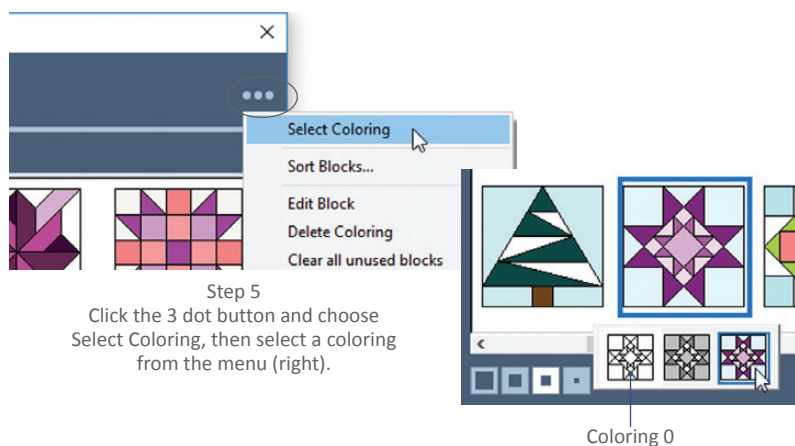 Select Coloring
Sort Blocks...
Edit Block
Delete Coloring
Clear all unused blocks
Step 5
Click the 3 dot button and choose
Select Coloring, then select a coloring
from the menu (right).
Coloring 0